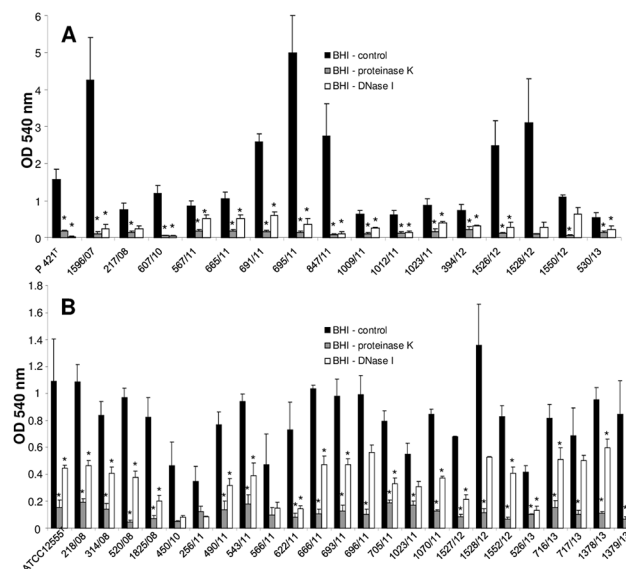 A
BHI - control
BHI - proteinase K
BHI - DNase I
OD 540 nm
6
5
4
3
2
1
0
P 421ᵀ 1596/07 217/08 607/10 567/11 665/11 691/11 695/11 847/11 1009/11 1012/11 1023/11 394/12 1526/12 1528/12 1550/12 530/13
B
BHI - control
BHI - proteinase K
BHI - DNase I
OD 540 nm
1.8
1.6
1.4
1.2
1
0.8
0.6
0.4
0.2
0
ATCC12555ᵀ 218/08 314/08 520/08 1825/08 450/10 256/11 490/11 543/11 566/11 622/11 666/11 693/11 696/11 705/11 1023/11 1070/11 1527/12 1528/12 1552/12 526/13 716/13 717/13 1378/13 1379/13